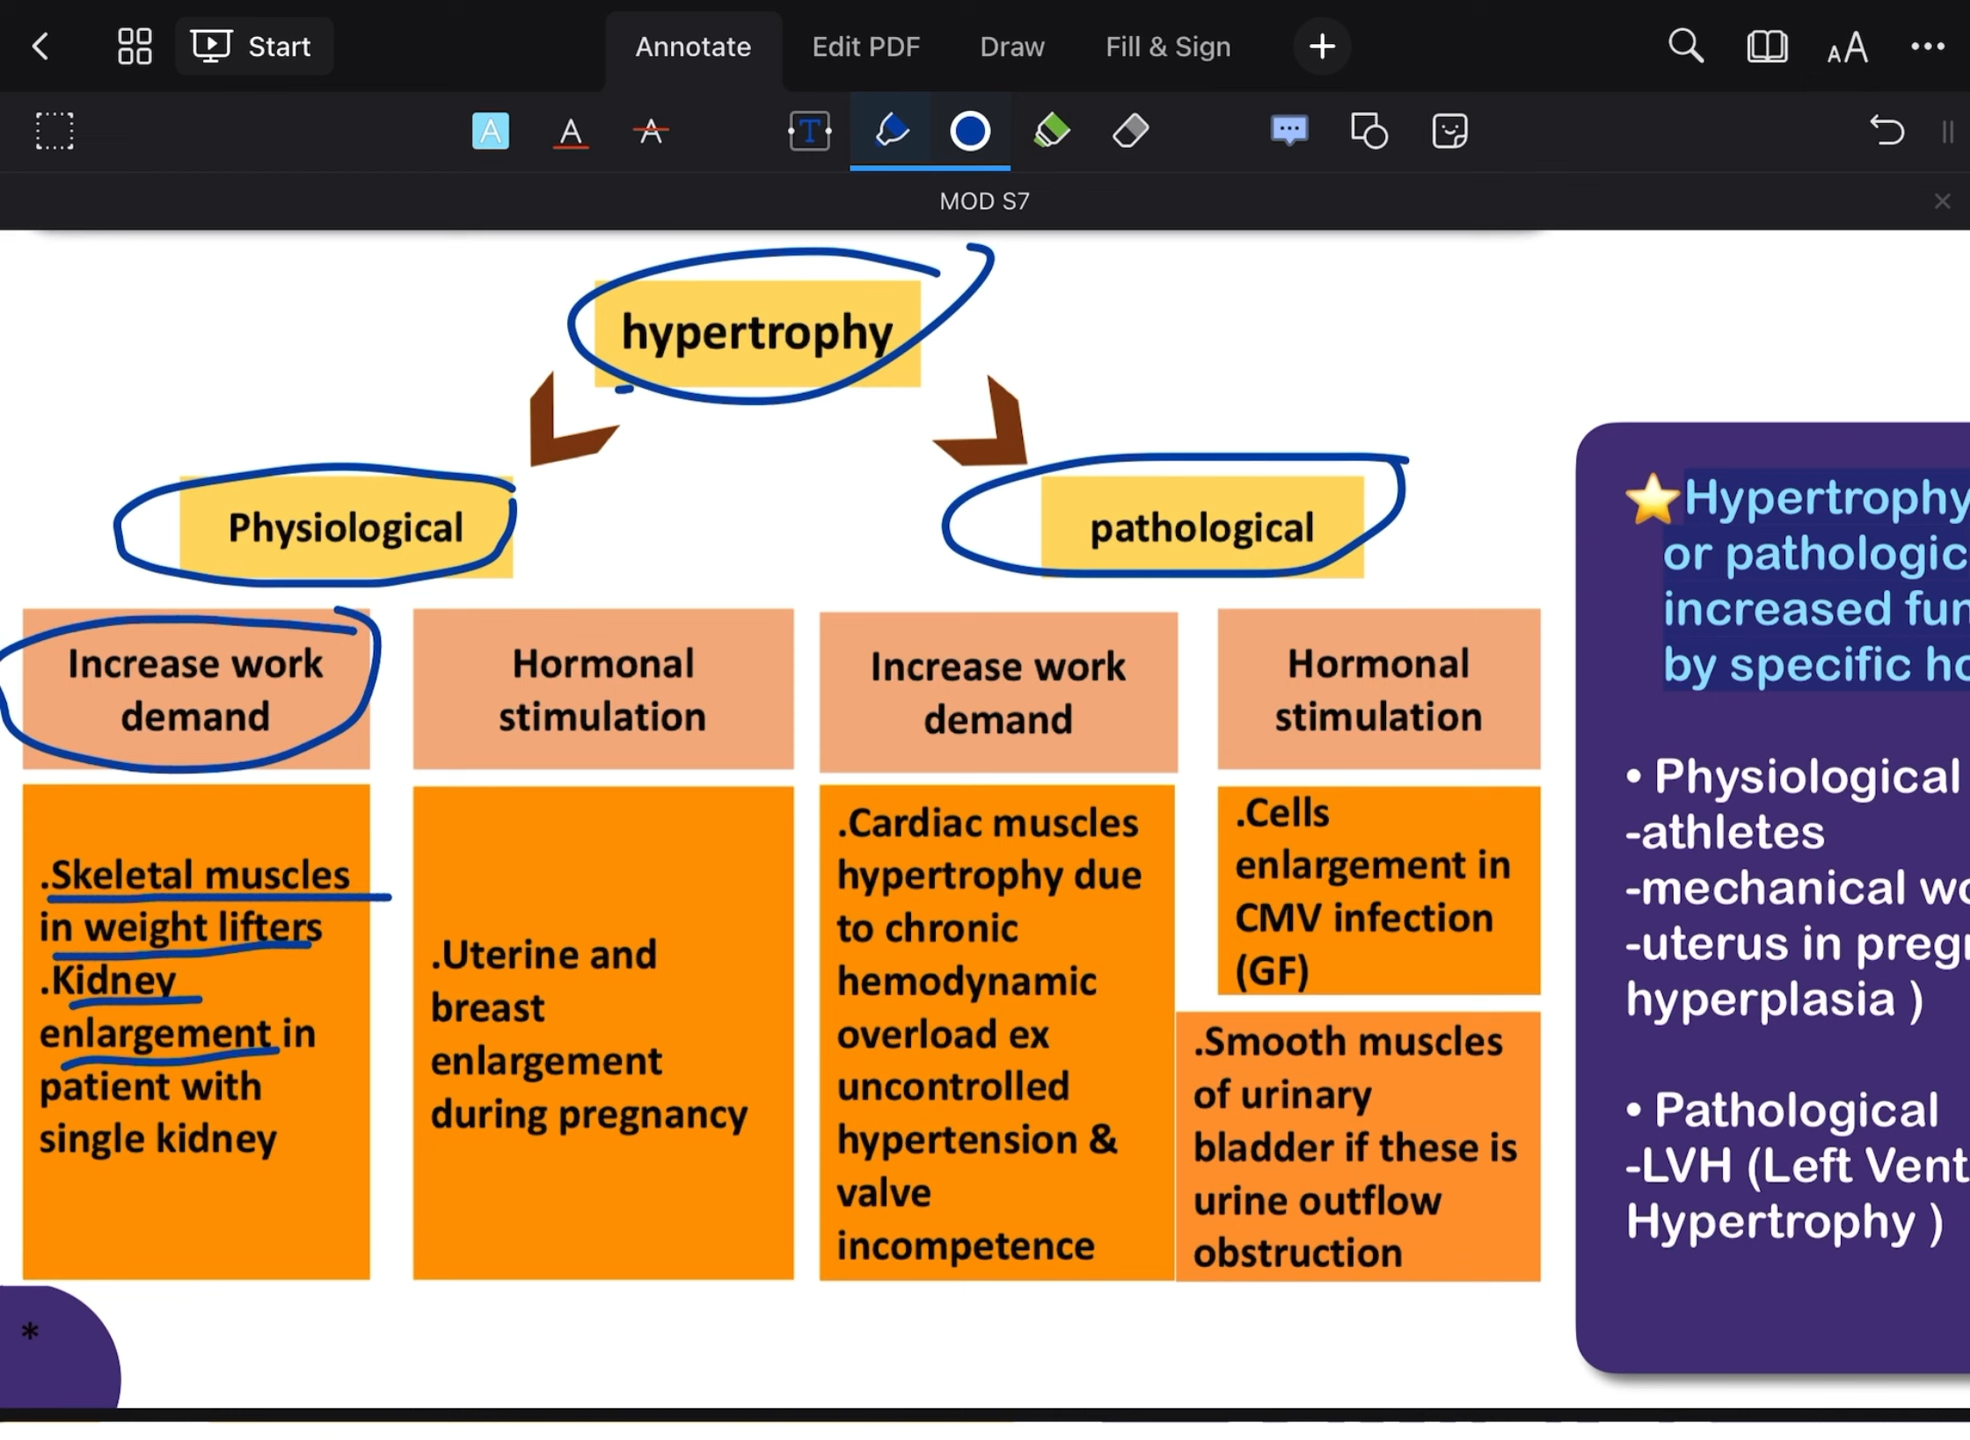 Start
Annotate
Edit PDF
Draw
Fill & Sign
MOD S7
hypertrophy
Physiological
pathological
Increase work
demand
Hormonal
stimulation
Increase work
demand
Hormonal
stimulation
.Skeletal muscles
in weight lifters
.Kidney
enlargement in
patient with
single kidney
.Uterine and
breast
enlargement
during pregnancy
.Cardiac muscles
hypertrophy due
to chronic
hemodynamic
overload ex
uncontrolled
hypertension &
valve
incompetence
.Cells
enlargement in
CMV infection
(GF)
.Smooth muscles
of urinary
bladder if these is
urine outflow
obstruction
⭐Hypertrophy
or pathologic
increased fun
by specific ho
• Physiological
-athletes
-mechanical wo
-uterus in preg
hyperplasia )
• Pathological
-LVH (Left Vent
Hypertrophy )
*